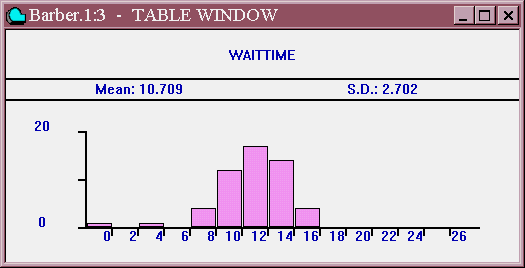 Barber.1:3 - TABLE WINDOW
WAITTIME
Mean: 10.709 S.D.: 2.702
20
0
0 2 4 6 8 10 12 14 16 18 20 22 24 26